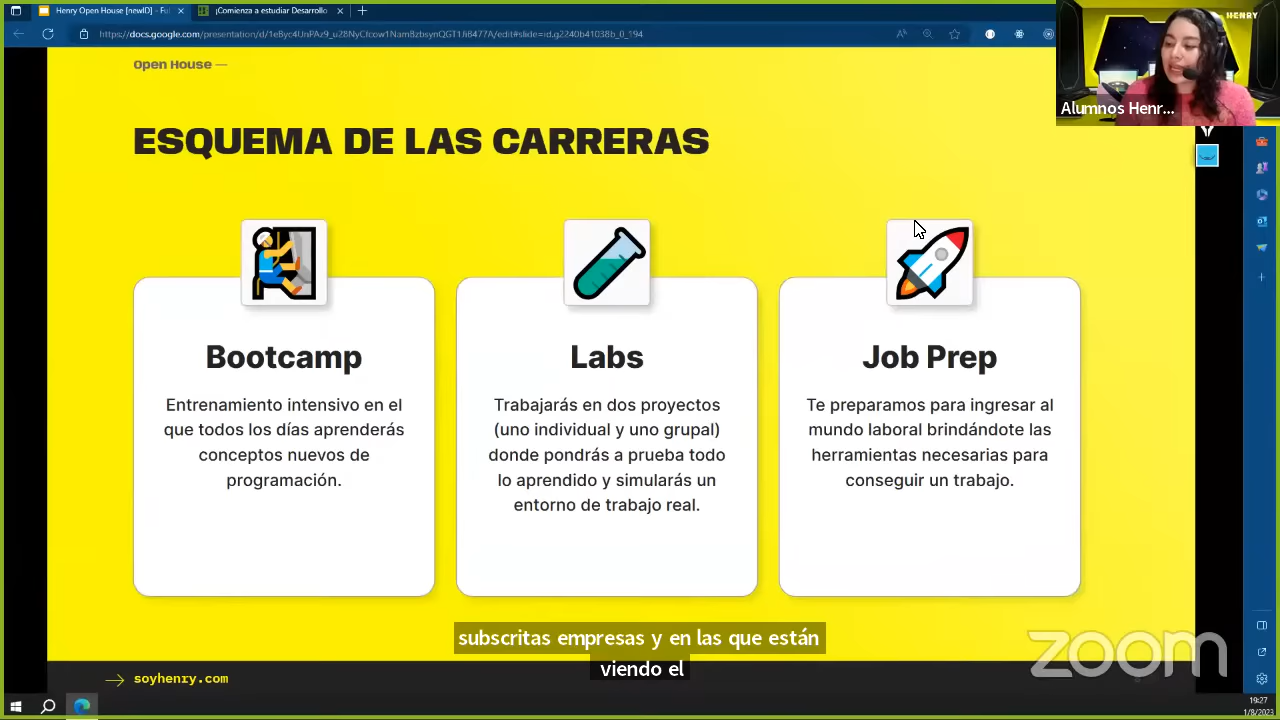 Henry Open House [newID] - Fu
¡Comienza a estudiar Desarrollo
HENRY
Open House —
Alumnos Henr...
ESQUEMA DE LAS CARRERAS
Bootcamp
Entrenamiento intensivo en el
que todos los días aprenderás
conceptos nuevos de
programación.
Labs
Trabajarás en dos proyectos
(uno individual y uno grupal)
donde pondrás a prueba todo
lo aprendido y simularás un
entorno de trabajo real.
Job Prep
Te preparamos para ingresar al
mundo laboral brindándote las
herramientas necesarias para
conseguir un trabajo.
subscritas empresas y en las que están
viendo el
zoom
soyhenry.com
19:27
1/8/2023